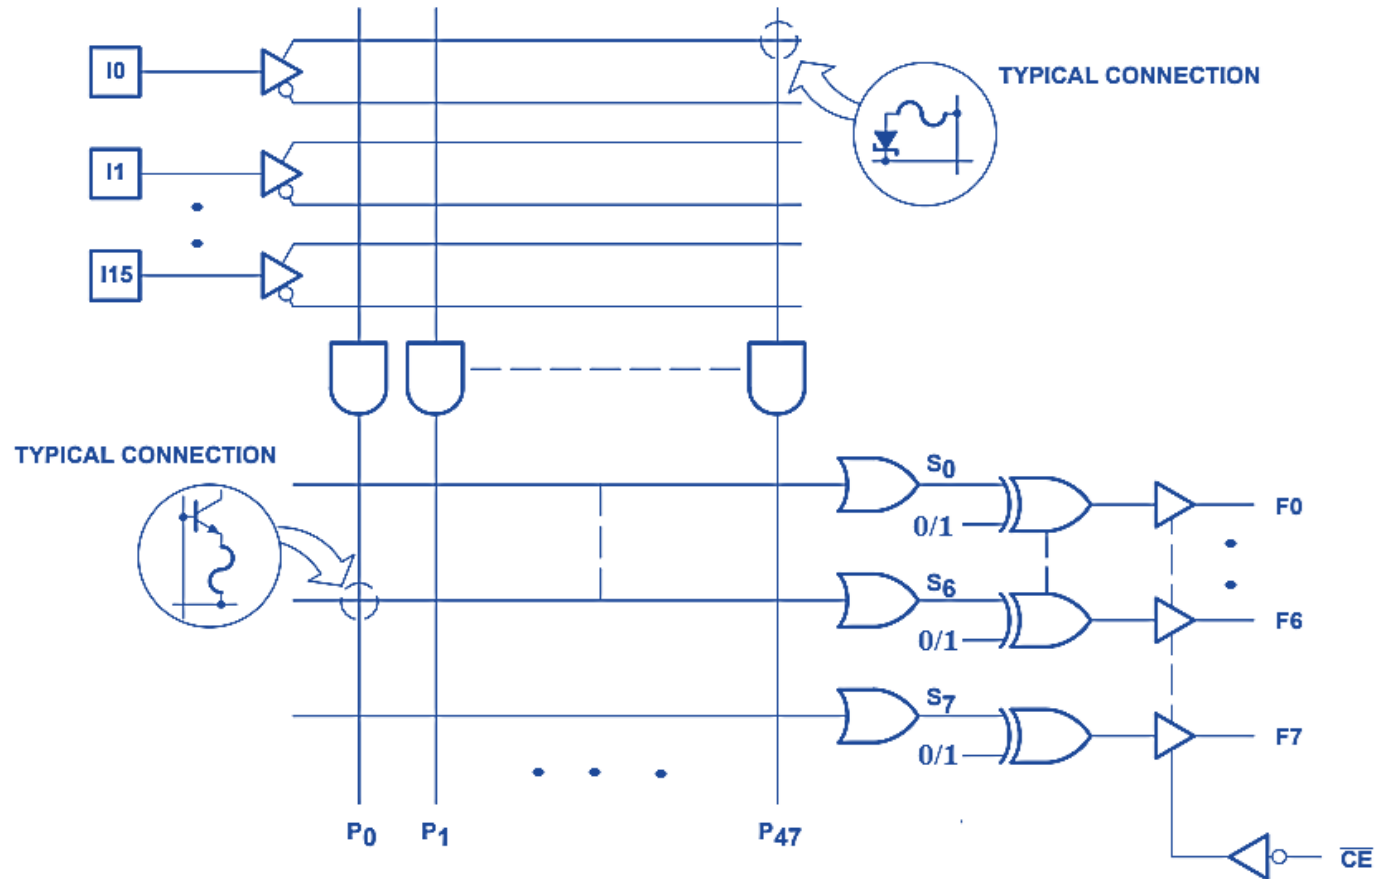 I0
TYPICAL CONNECTION
I1
I15
TYPICAL CONNECTION
S0
0/1
F0
S6
0/1
F6
S7
0/1
F7
P0 P1 P47
C̅E̅